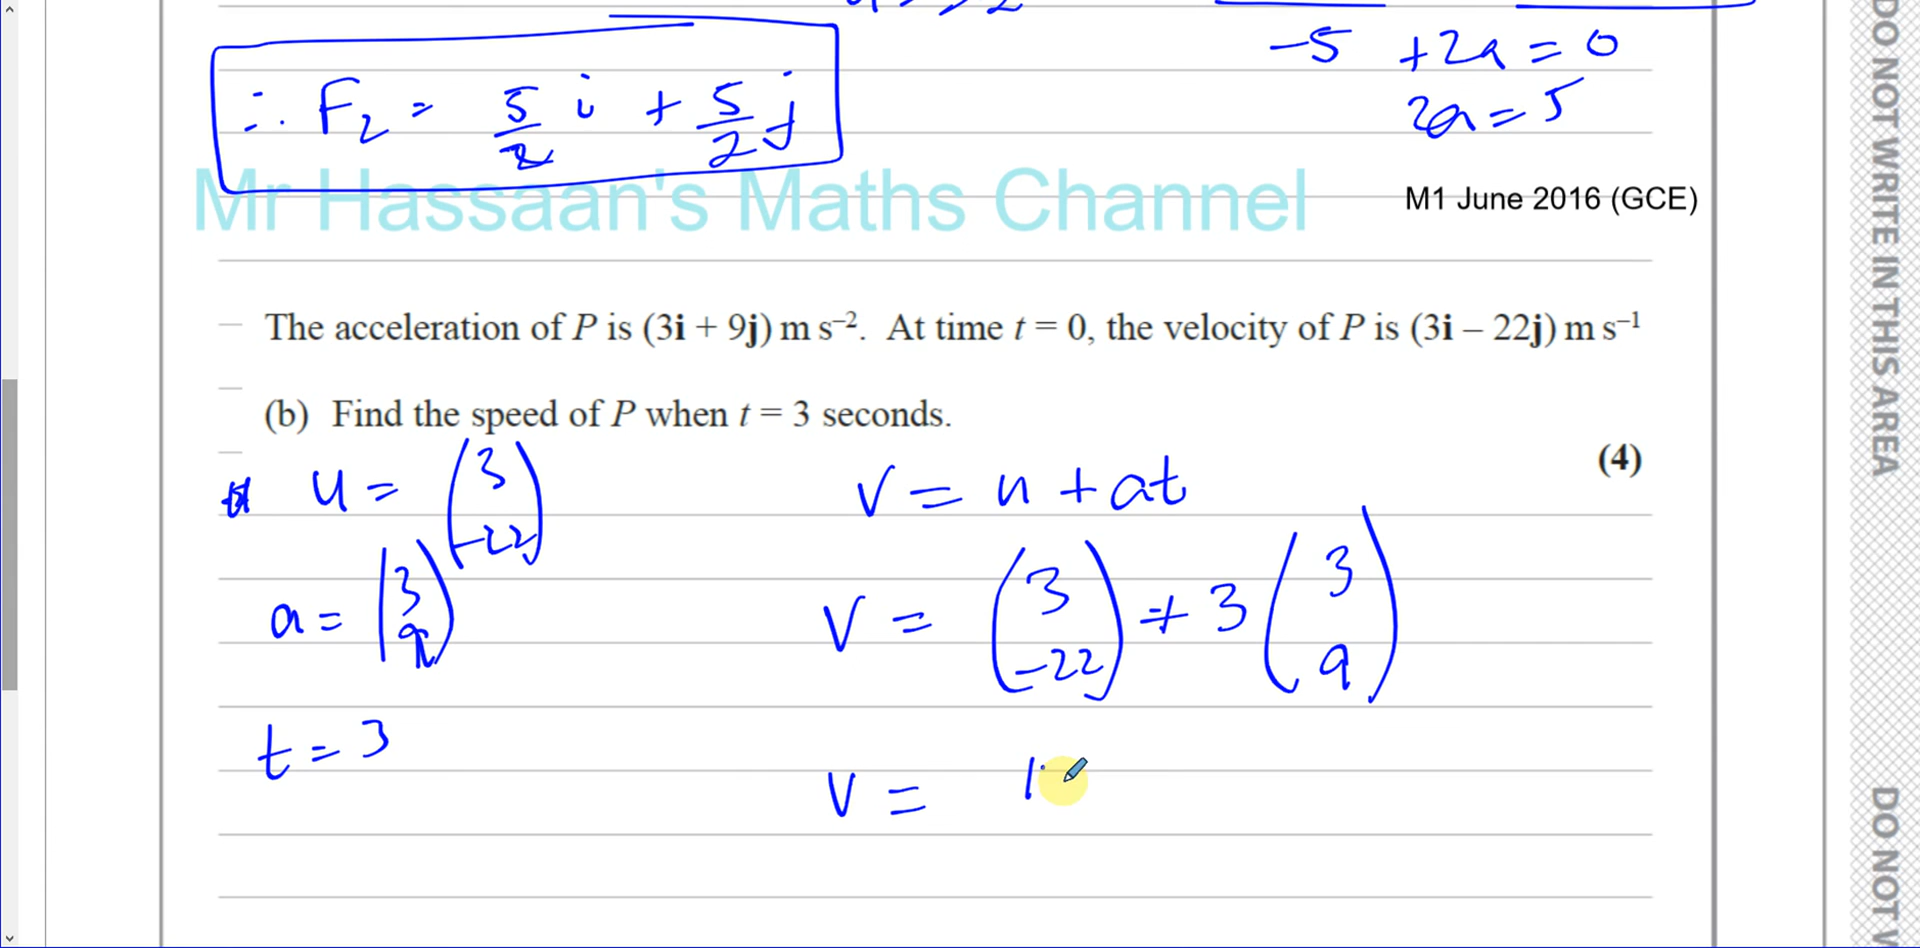 -5 +2a = 0
∴ F₂ = 5/2 i + 5/2 j
2a = 5
Mr Hassaan's Maths Channel
M1 June 2016 (GCE)
The acceleration of P is (3i + 9j) m s⁻². At time t = 0, the velocity of P is (3i – 22j) m s⁻¹
(b) Find the speed of P when t = 3 seconds.
(4)
u = (3 -22)
v = u + at
a = (3 9)
v = (3 -22) + 3 (3 9)
t = 3
v = 1
DO NOT WRITE IN THIS AREA
DO NOT